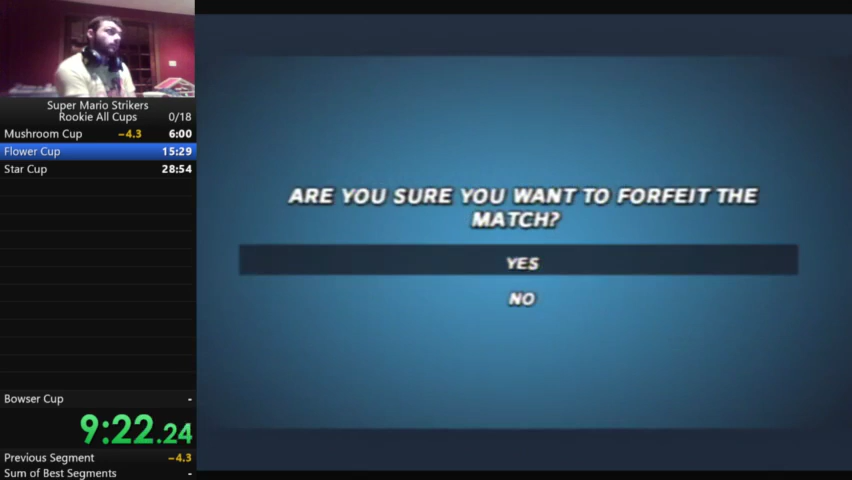 Super Mario Strikers
Rookie All Cups 0/18
Mushroom Cup −4.3 6:00
Flower Cup 15:29
Star Cup 28:54
Bowser Cup -
9:22.24
Previous Segment −4.3
Sum of Best Segments -
ARE YOU SURE YOU WANT TO FORFEIT THE
MATCH?
YES
NO